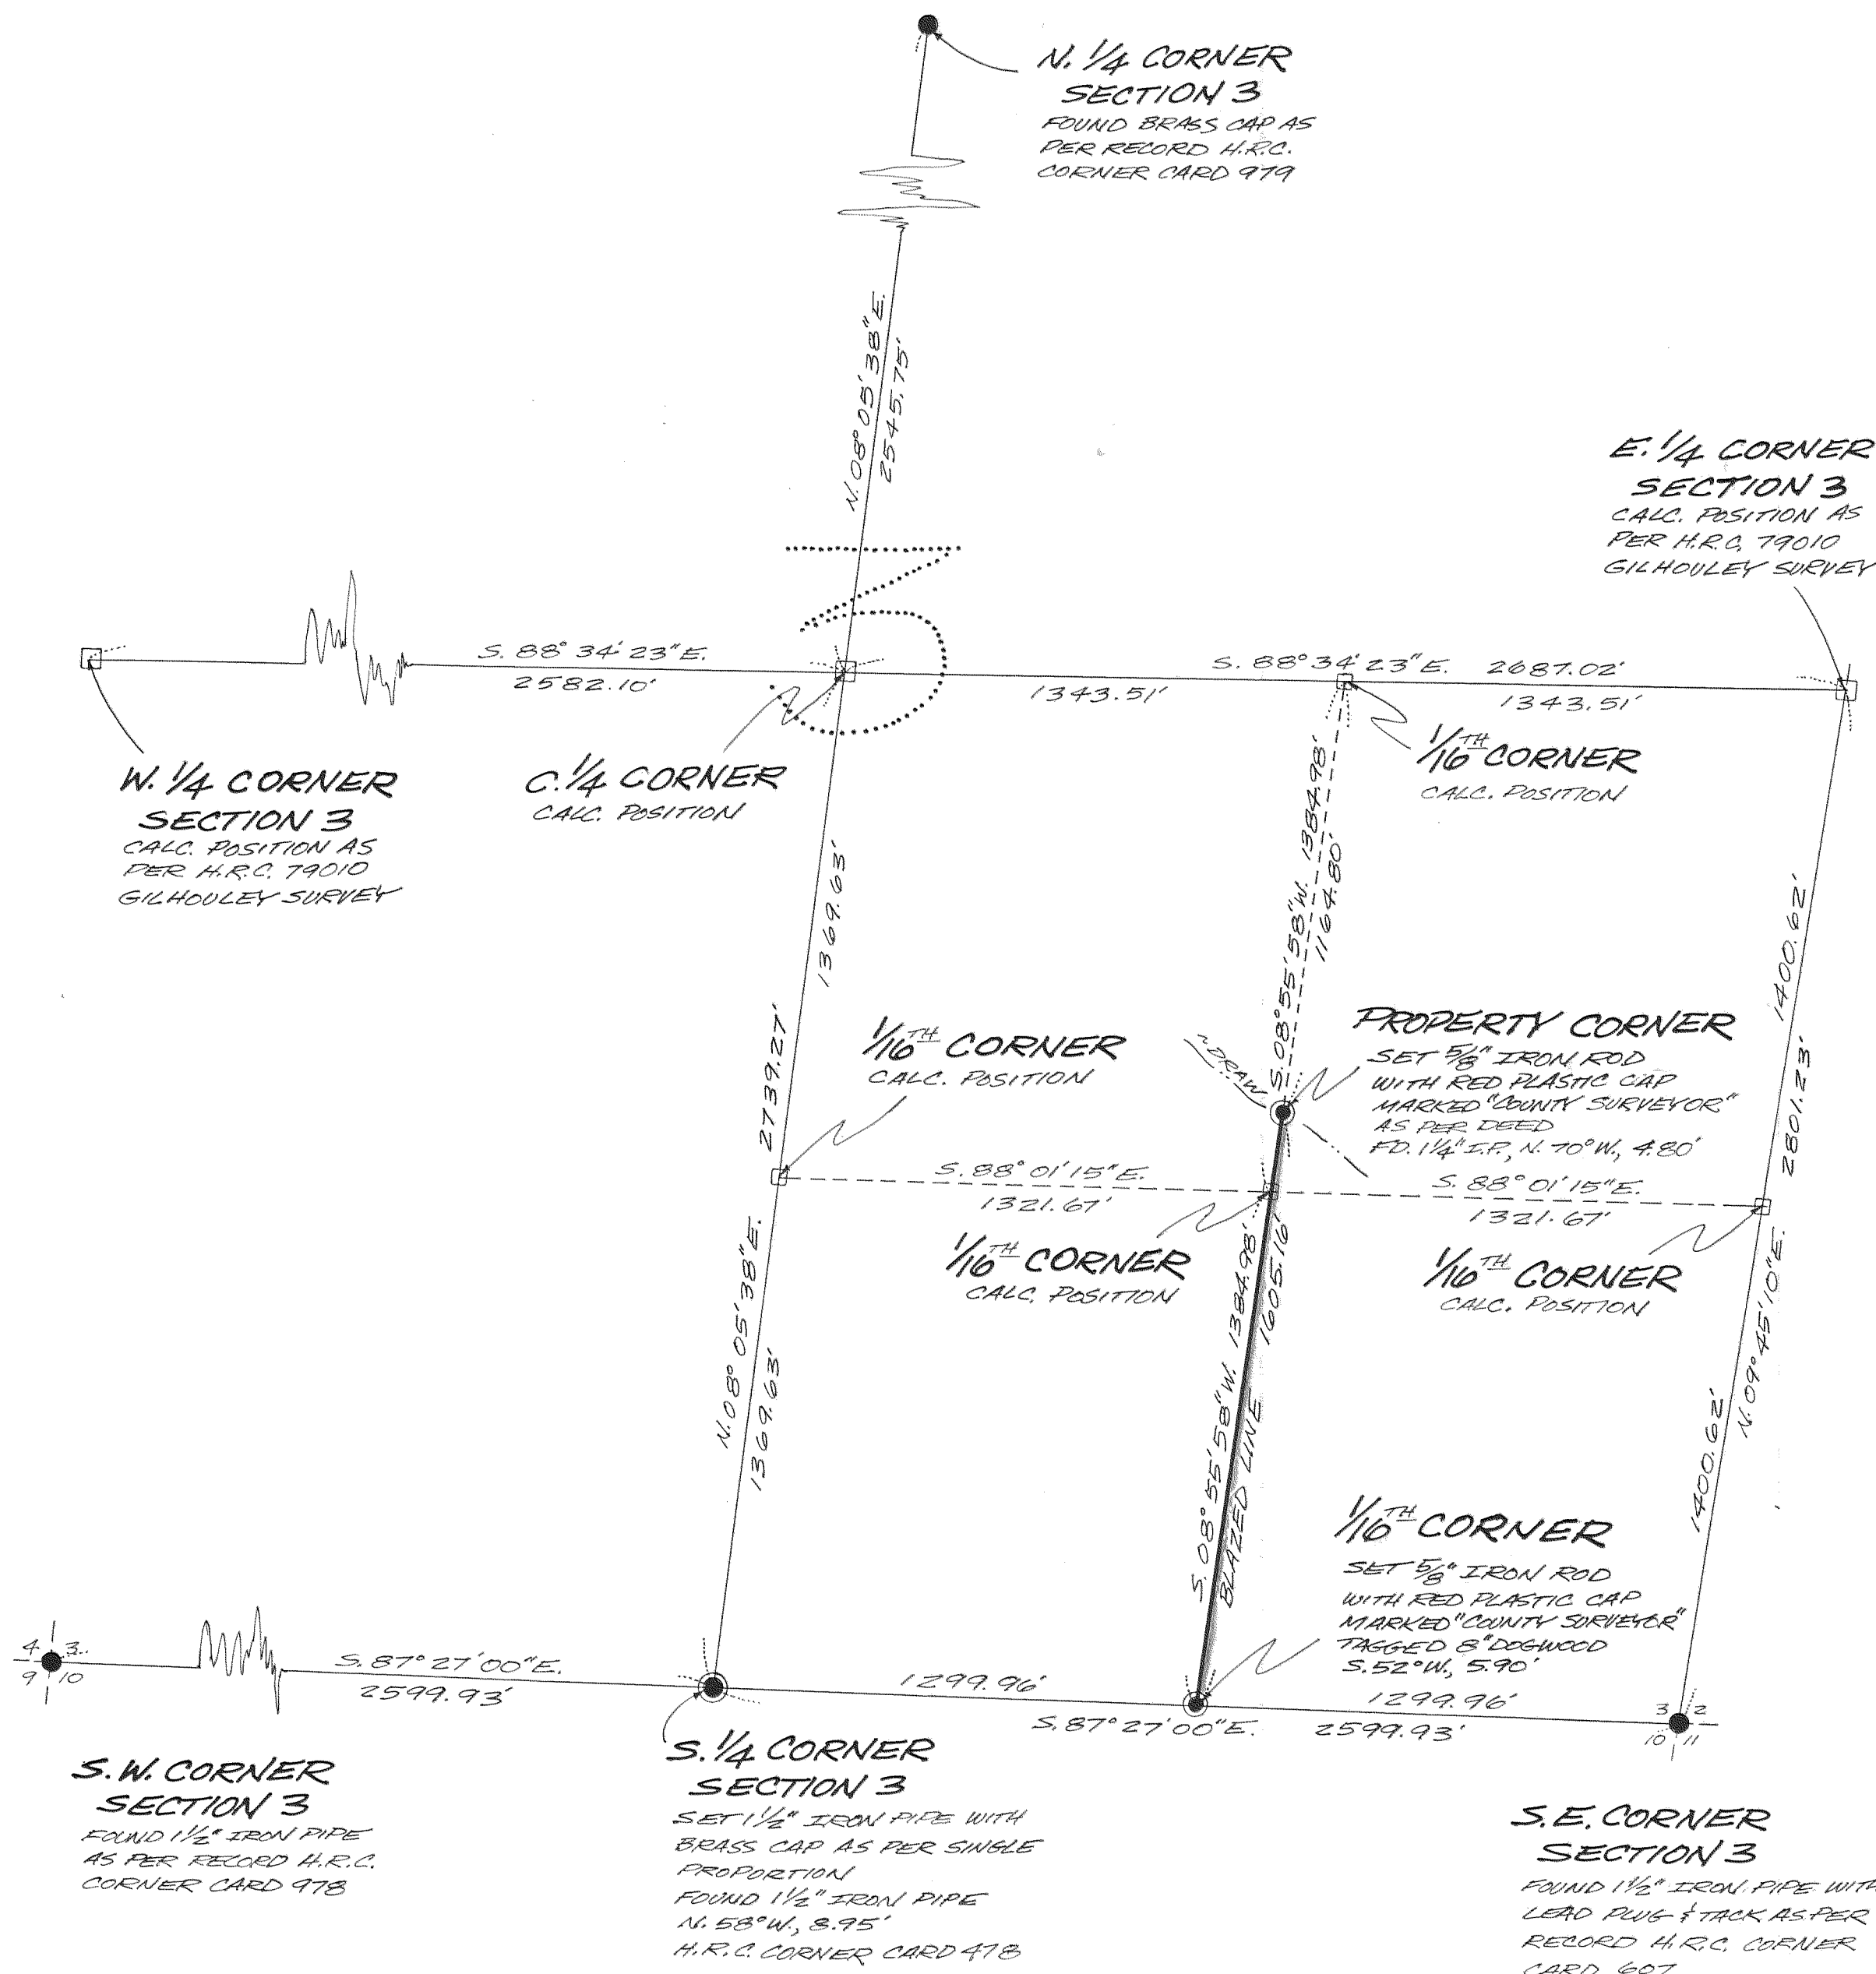 N. 1/4 CORNER
SECTION 3
FOUND BRASS CAP AS
PER RECORD H.R.C.
CORNER CARD 979
N. 08° 05' 38" E.
2545.75'
E. 1/4 CORNER
SECTION 3
CALC. POSITION AS
PER H.R.C. 79010
GILHOULEY SURVEY
3
S. 88° 34' 23" E.
2582.10'
1343.51'
S. 88° 34' 23" E. 2687.02'
1343.51'
W. 1/4 CORNER
SECTION 3
CALC. POSITION AS
PER H.R.C. 79010
GILHOULEY SURVEY
C. 1/4 CORNER
CALC. POSITION
1/16TH CORNER
CALC. POSITION
S. 08° 55' 58" W. 1384.98'
1164.80'
1369.63'
2739.27'
N. 08° 05' 38" E.
1369.63'
1400.62'
2801.23'
N. 09° 45' 10" E.
1400.62'
1/16TH CORNER
CALC. POSITION
~DRAW
PROPERTY CORNER
SET 5/8" IRON ROD
WITH RED PLASTIC CAP
MARKED "COUNTY SURVEYOR"
AS PER DEED
FD. 1 1/4" I.P., N. 70° W., 4.80'
S. 88° 01' 15" E.
1321.67'
S. 88° 01' 15" E.
1321.67'
1/16TH CORNER
CALC. POSITION
1/16TH CORNER
CALC. POSITION
S. 08° 55' 58" W. 1384.98'
BLAZED LINE 1605.16'
1/16TH CORNER
SET 5/8" IRON ROD
WITH RED PLASTIC CAP
MARKED "COUNTY SURVEYOR"
TAGGED 8" DOGWOOD
S. 52° W., 5.90'
4 3
9 10
S. 87° 27' 00" E.
2599.93'
1299.96'
S. 87° 27' 00" E. 2599.93'
1299.96'
3 2
10 11
S.W. CORNER
SECTION 3
FOUND 1 1/2" IRON PIPE
AS PER RECORD H.R.C.
CORNER CARD 978
S. 1/4 CORNER
SECTION 3
SET 1 1/2" IRON PIPE WITH
BRASS CAP AS PER SINGLE
PROPORTION
FOUND 1 1/2" IRON PIPE
N. 58° W., 8.95'
H.R.C. CORNER CARD 478
S.E. CORNER
SECTION 3
FOUND 1 1/2" IRON PIPE WITH
LEAD PLUG & TACK AS PER
RECORD H.R.C. CORNER
CARD 607